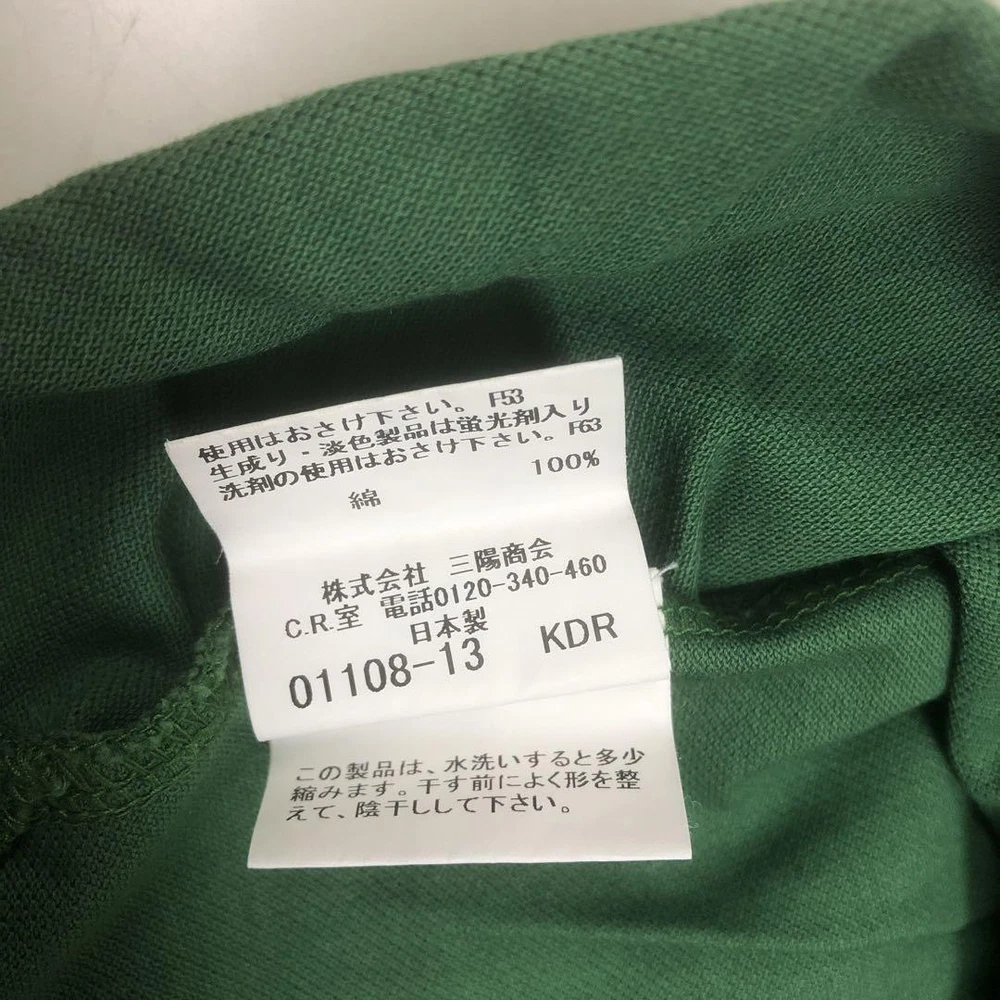 使用はおさけ下さい。 F53
生成り・淡色製品は蛍光剤入り
洗剤の使用はおさけ下さい。F63
綿 100%
株式会社 三陽商会
C.R.室 電話0120-340-460
日本製
01108-13 KDR
この製品は、水洗いすると多少
縮みます。干す前によく形を整
えて、陰干しして下さい。